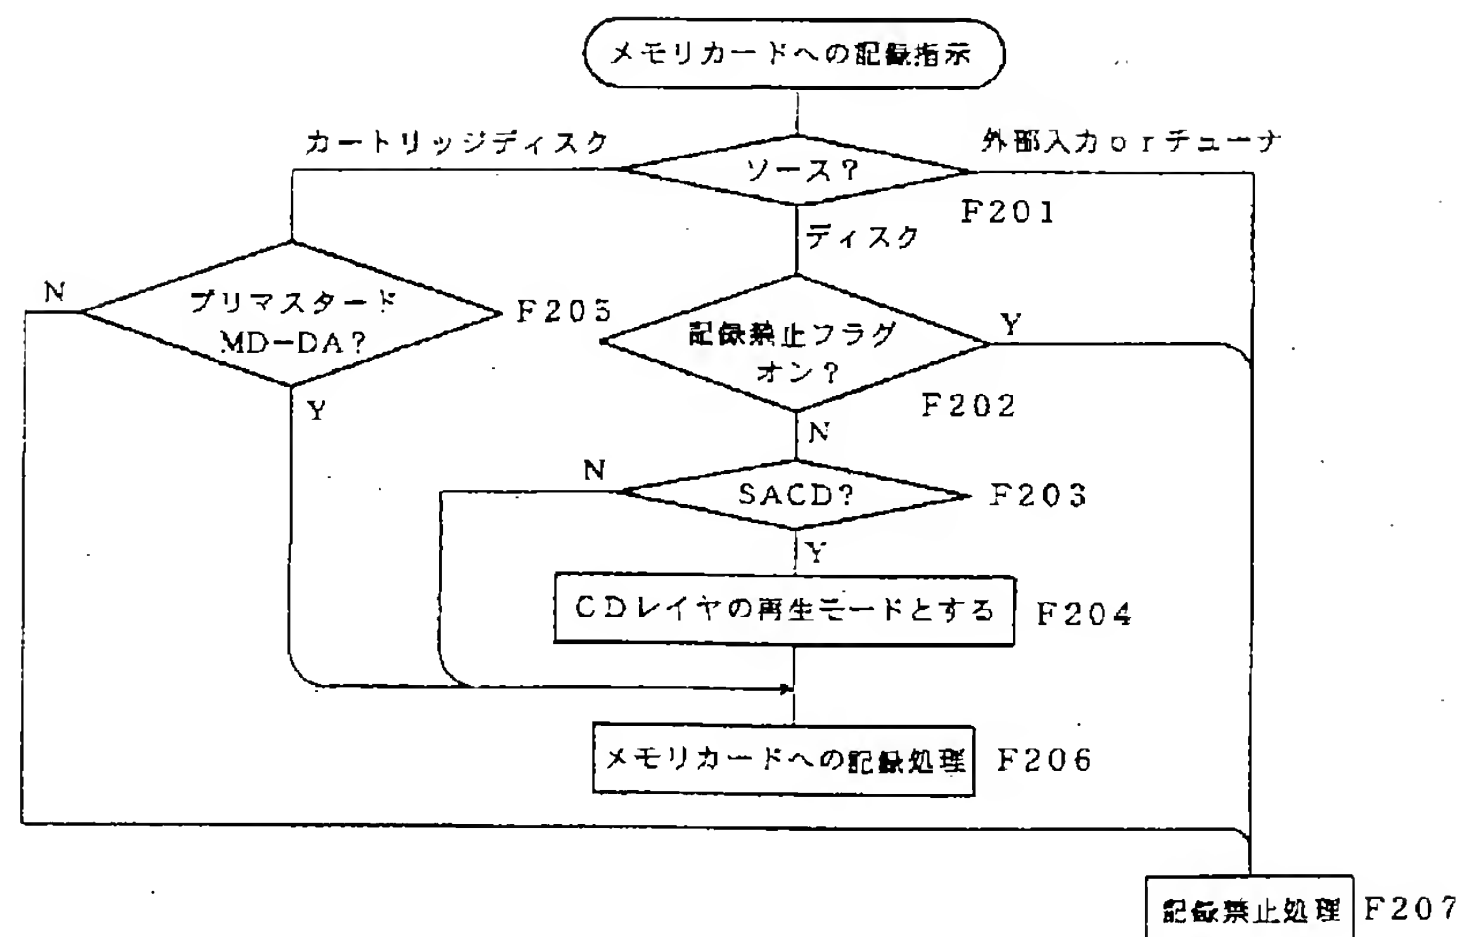 メモリカードへの記録指示
カートリッジディスク
外部入力orチューナ
ソース?
F201
ディスク
N
プリマスタード
MD-DA?
F205
Y
記録禁止フラグ
オン?
Y
F202
N
N
SACD?
F203
Y
CDレイヤの再生モードとする
F204
メモリカードへの記録処理
F206
記録禁止処理
F207